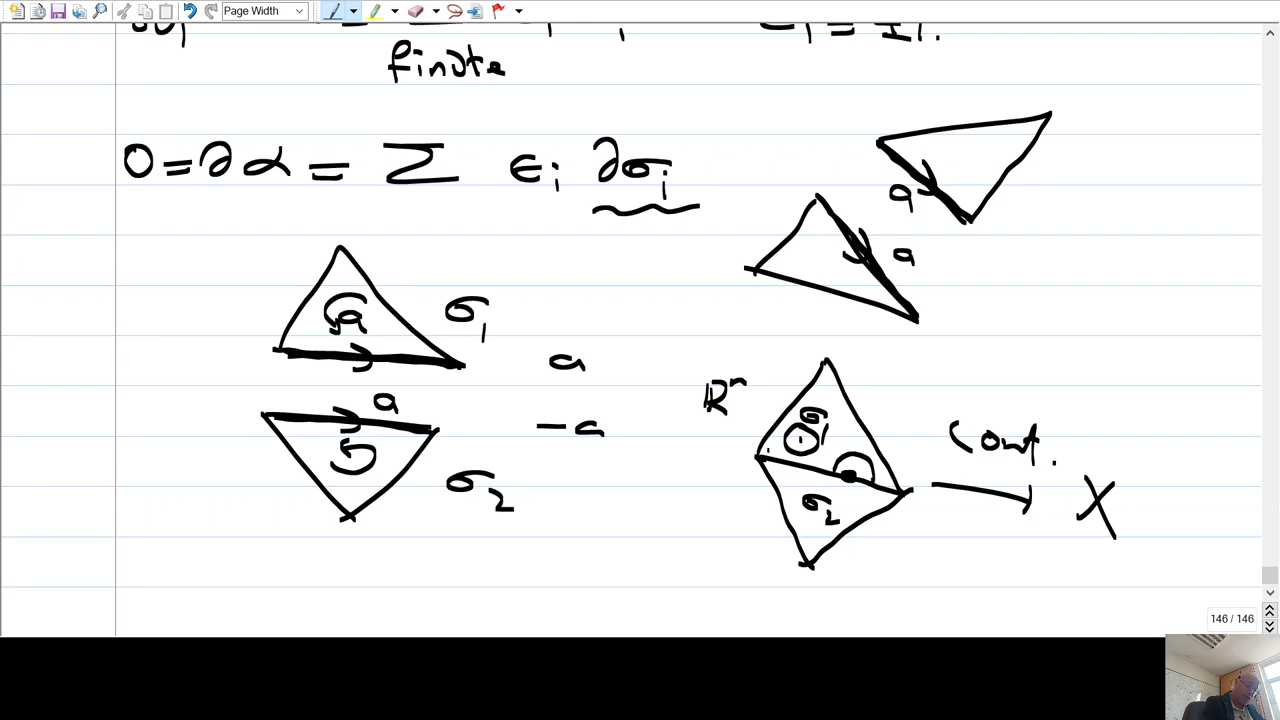 Page Width
finite
0 = ∂α = Σ ϵi ∂σi
a
a
a
σ1
a
a
-a
σ2
Rⁿ
σ1
σ2
Cont.
X
146 / 146